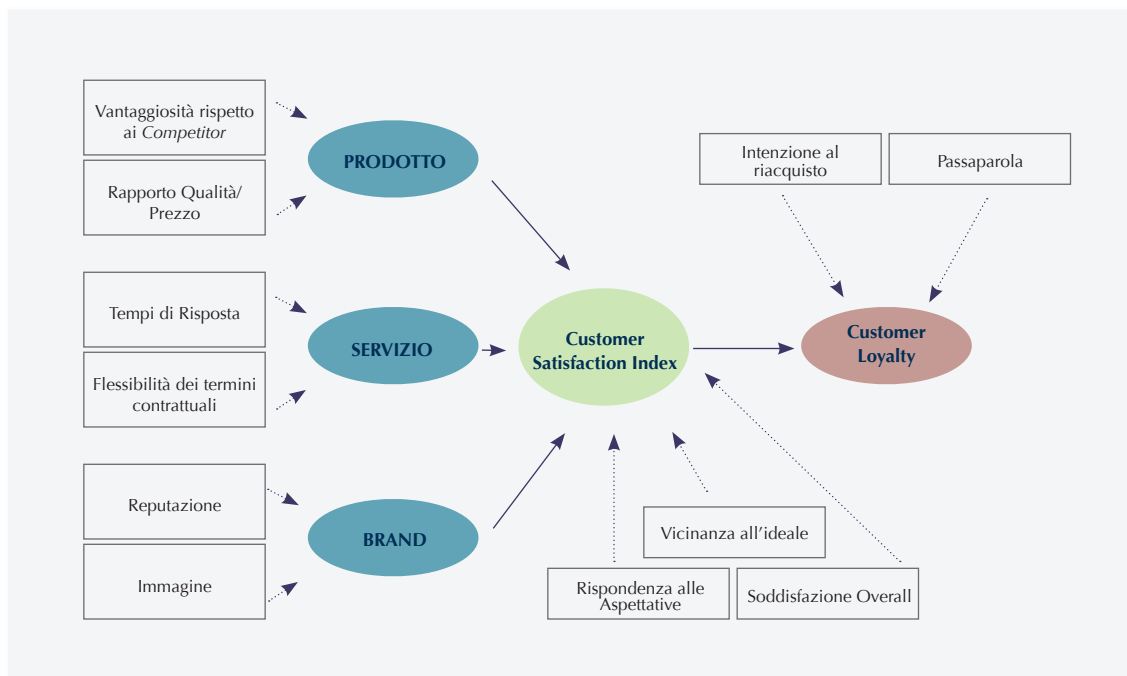 Vantaggiosità rispetto
ai Competitor
Rapporto Qualità/
Prezzo
PRODOTTO
Intenzione al
riacquisto
Passaparola
Tempi di Risposta
Flessibilità dei termini
contrattuali
SERVIZIO
Customer
Satisfaction Index
Customer
Loyalty
Reputazione
Immagine
BRAND
Vicinanza all’ideale
Rispondenza alle
Aspettative
Soddisfazione Overall